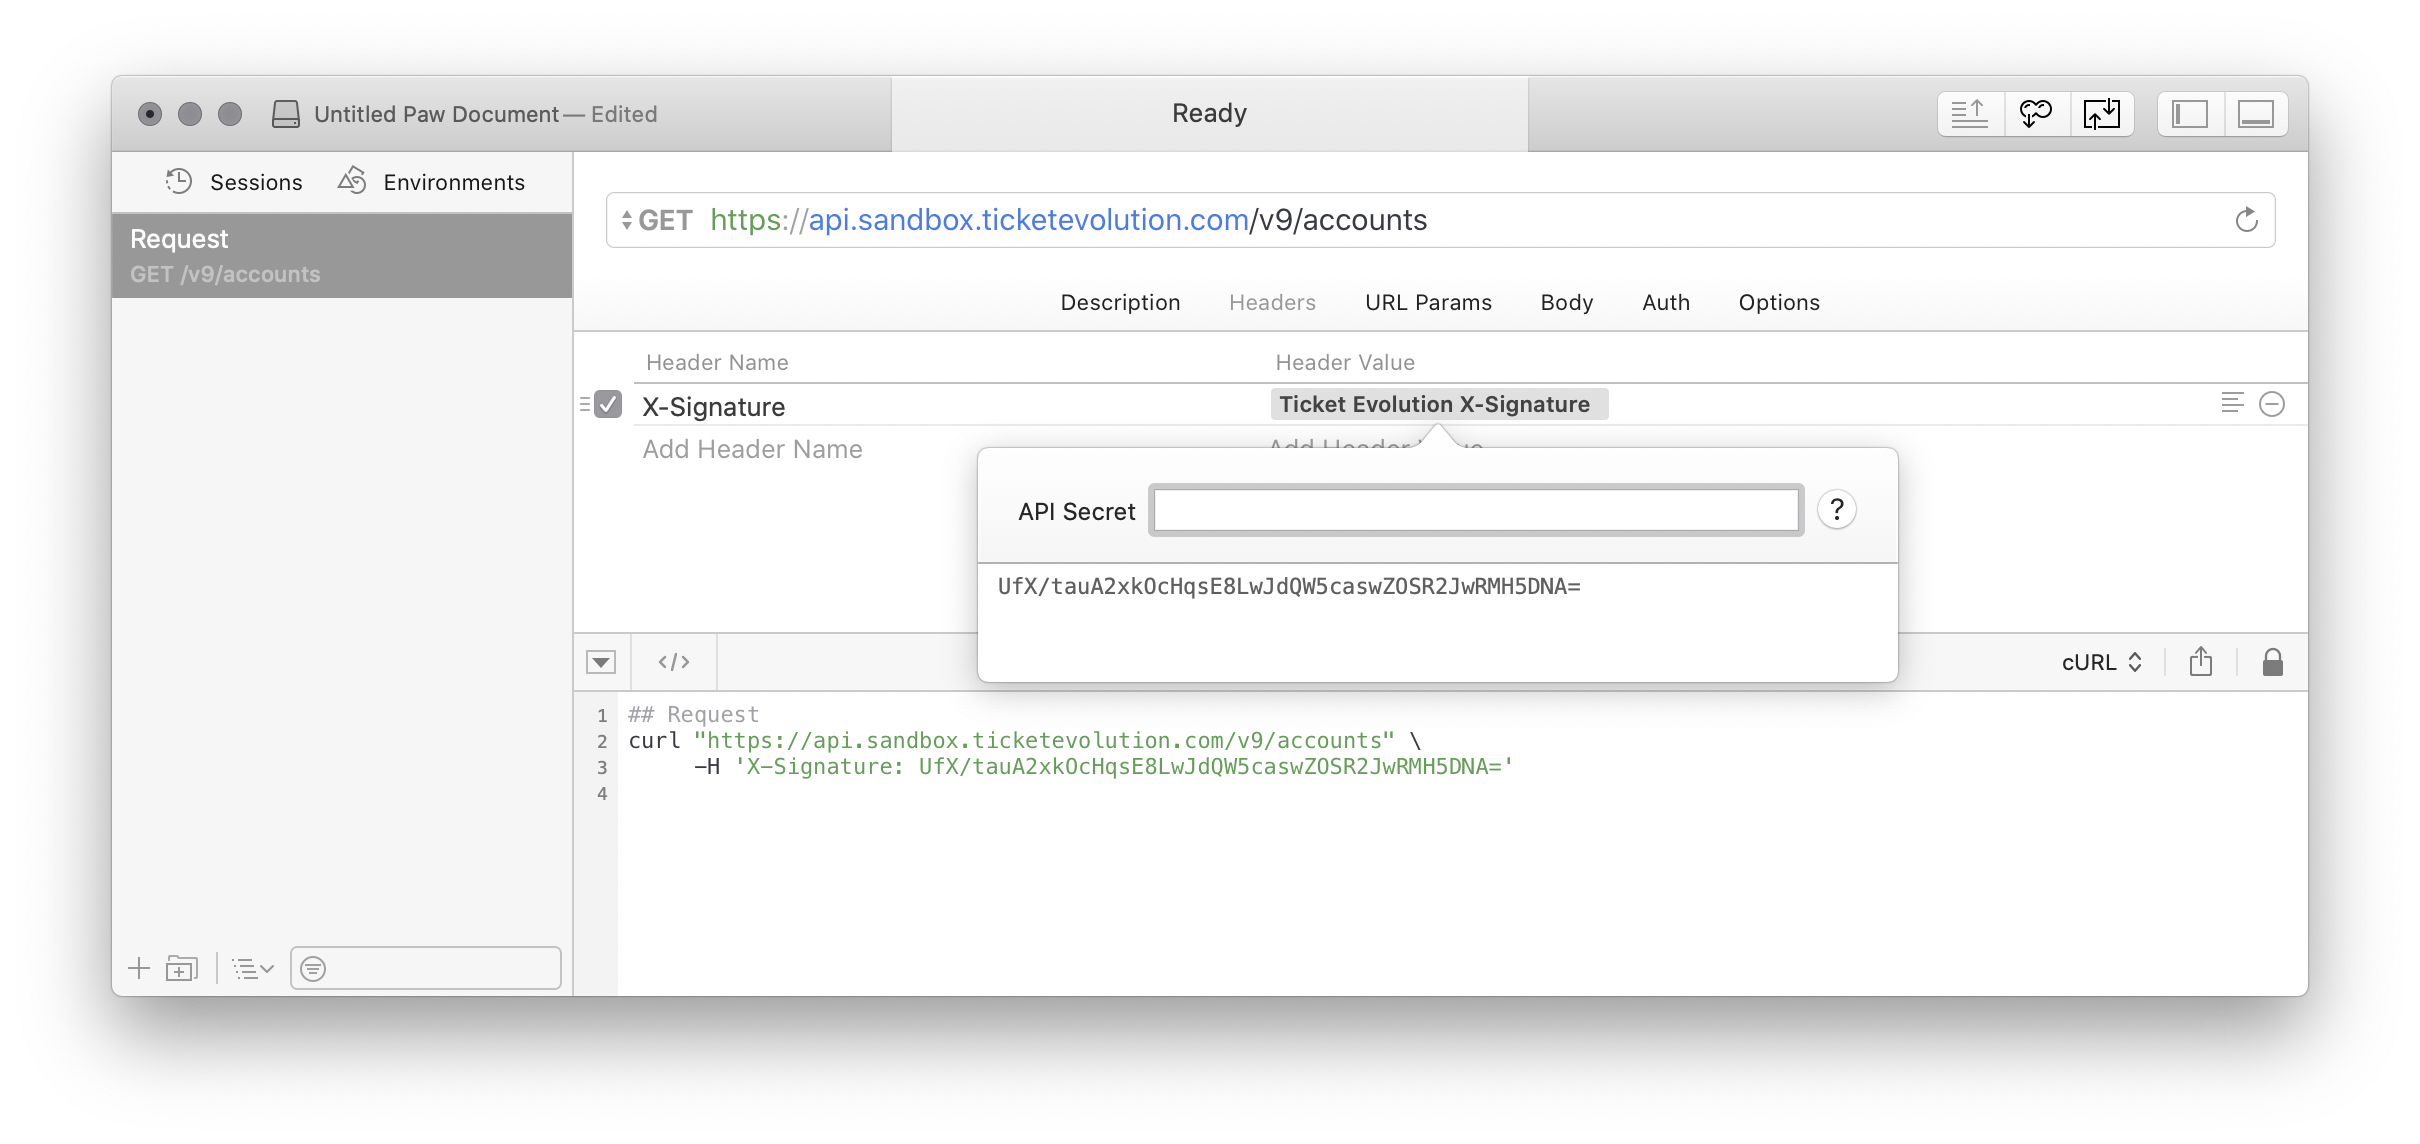 Untitled Paw Document — Edited
Ready
Sessions
Environments
Request
GET /v9/accounts
GET https://api.sandbox.ticketevolution.com/v9/accounts
Description Headers URL Params Body Auth Options
Header Name Header Value
X-Signature Ticket Evolution X-Signature
Add Header Name Add Header
API Secret ?
UfX/tauA2xkOcHqsE8LwJdQW5caswZOSR2JwRMH5DNA=
</> cURL
1 ## Request
2 curl "https://api.sandbox.ticketevolution.com/v9/accounts" \
3 -H 'X-Signature: UfX/tauA2xkOcHqsE8LwJdQW5caswZOSR2JwRMH5DNA='
4